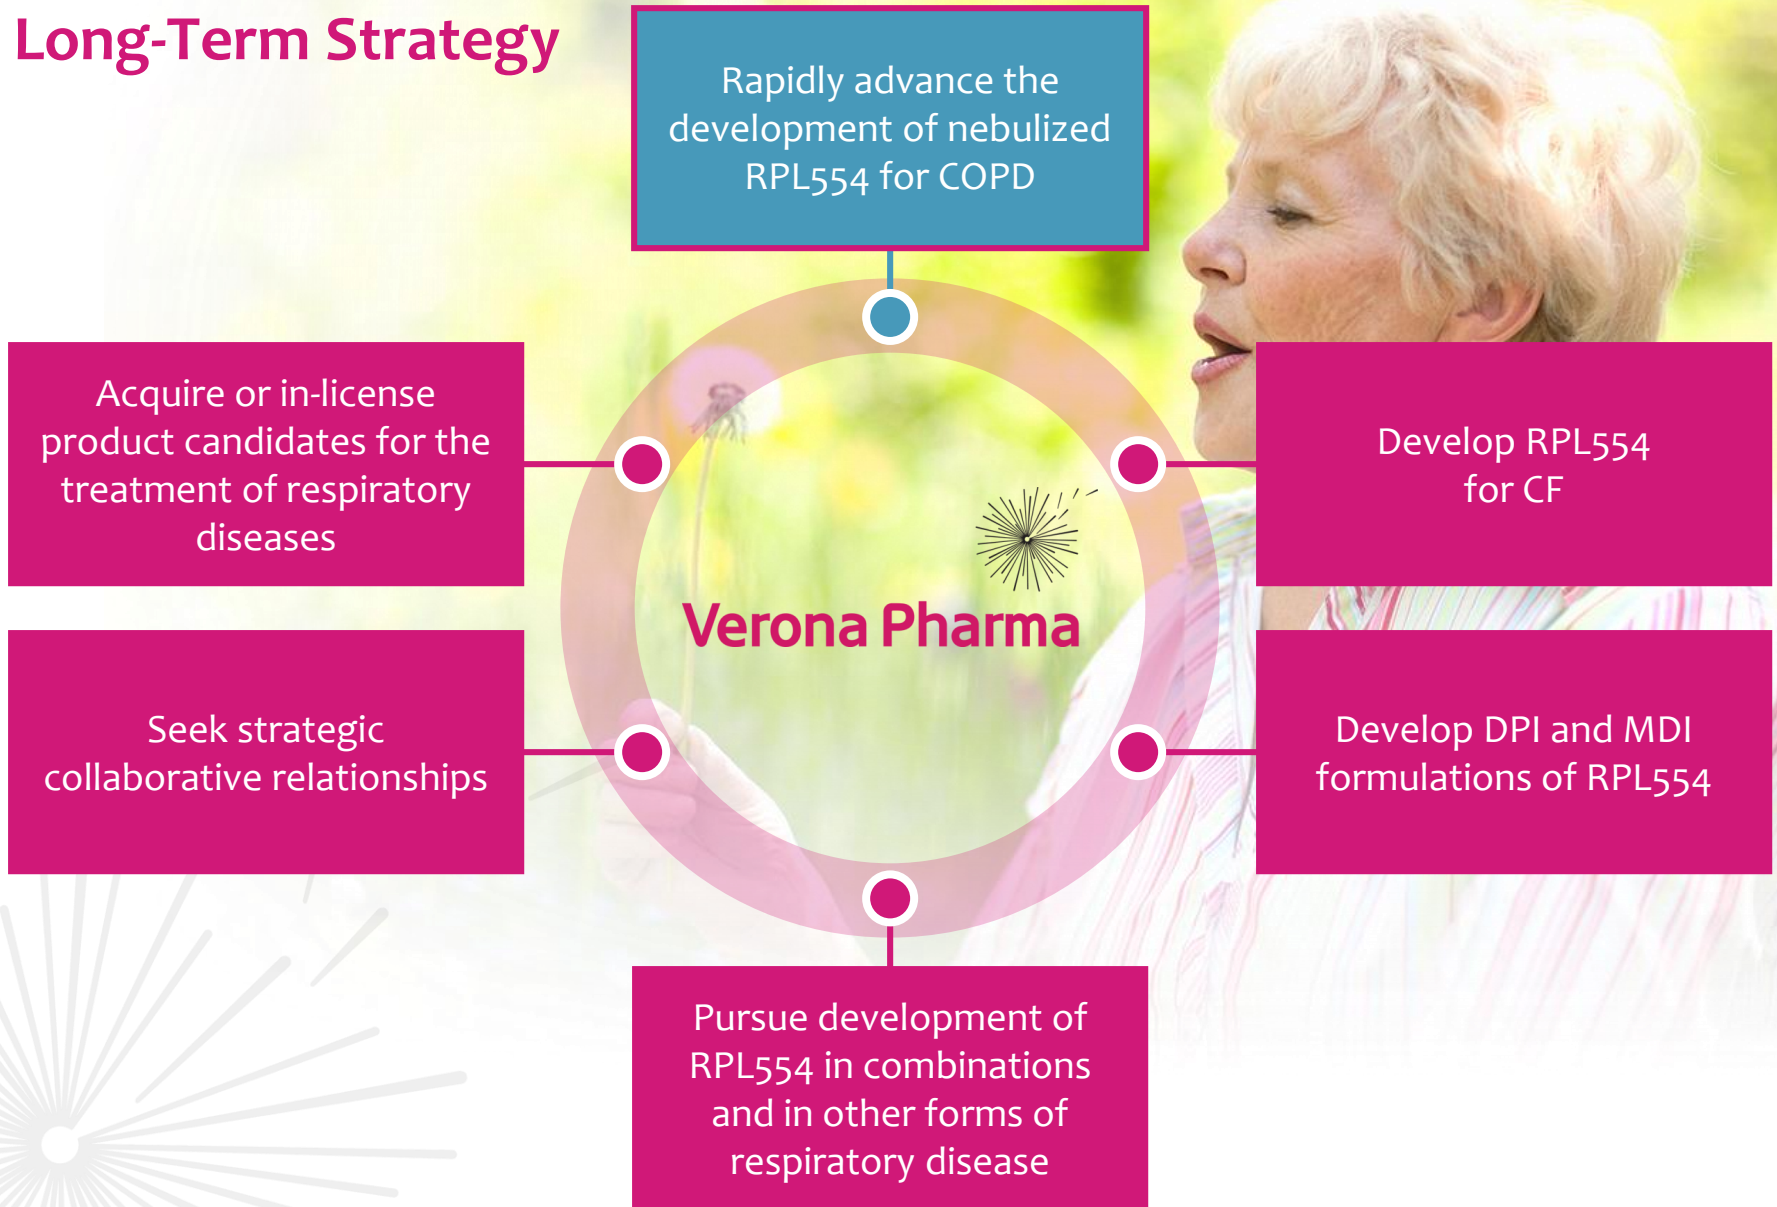 Long-Term Strategy
Rapidly advance the
development of nebulized
RPL554 for COPD
Acquire or in-license
product candidates for the
treatment of respiratory
diseases
Develop RPL554
for CF
Verona Pharma
Seek strategic
collaborative relationships
Develop DPI and MDI
formulations of RPL554
Pursue development of
RPL554 in combinations
and in other forms of
respiratory disease